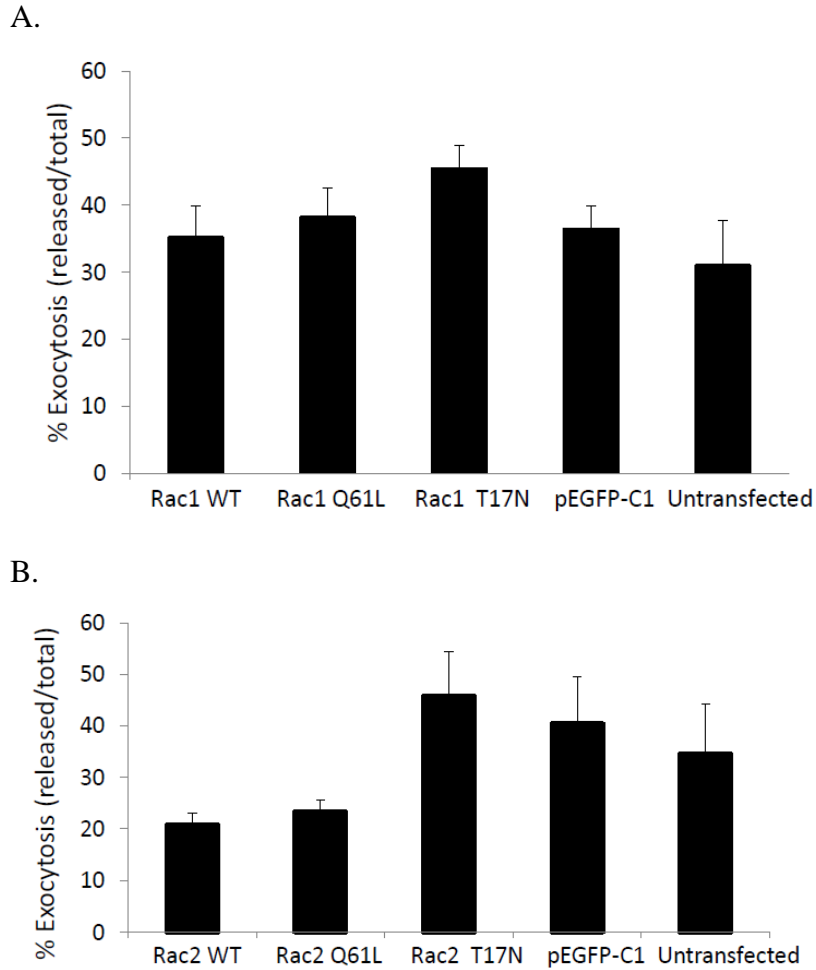 A.
% Exocytosis (released/total)
60
50
40
30
20
10
0
Rac1 WT
Rac1 Q61L
Rac1 T17N
pEGFP-C1
Untransfected
B.
% Exocytosis (released/total)
60
50
40
30
20
10
0
Rac2 WT
Rac2 Q61L
Rac2 T17N
pEGFP-C1
Untransfected